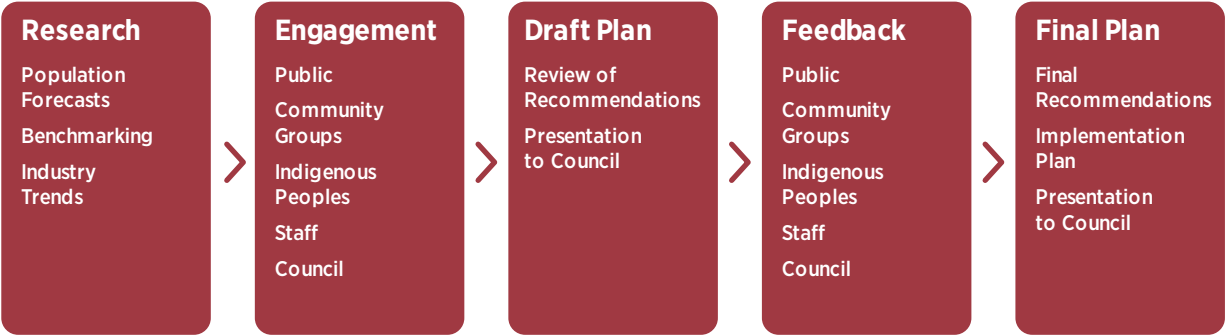 Research
Population
Forecasts
Benchmarking
Industry
Trends
Engagement
Public
Community
Groups
Indigenous
Peoples
Staff
Council
Draft Plan
Review of
Recommendations
Presentation
to Council
Feedback
Public
Community
Groups
Indigenous
Peoples
Staff
Council
Final Plan
Final
Recommendations
Implementation
Plan
Presentation
to Council